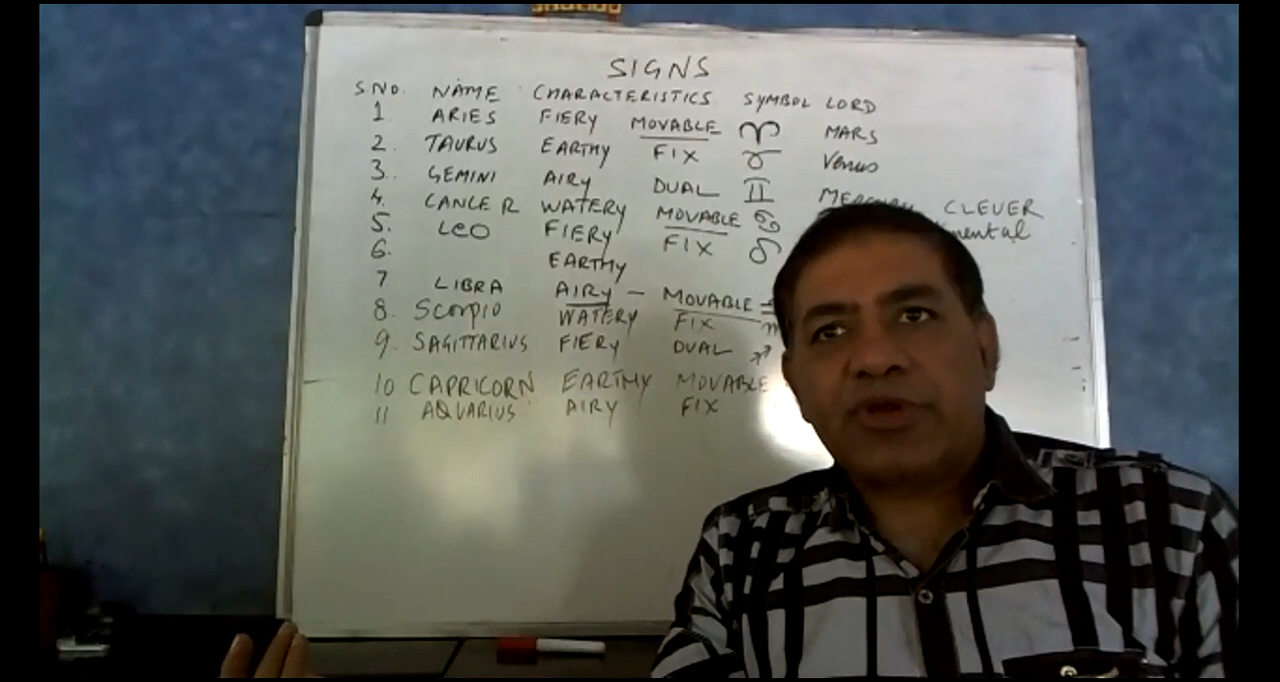 SIGNS
S.NO. NAME CHARACTERISTICS SYMBOL LORD
1 ARIES FIERY MOVABLE ♈ MARS
2. TAURUS EARTHY FIX ♉ Venus
3. GEMINI AIRY DUAL ♊ CLEVER
4. CANCER WATERY MOVABLE ♋
5. LEO FIERY FIX ♌
6. EARTHY
7 LIBRA AIRY – MOVABLE
8. Scorpio WATERY FIX
9. SAGITTARIUS FIERY DUAL ♐
10 CAPRICORN EARTHY MOVABLE
11 AQUARIUS AIRY FIX